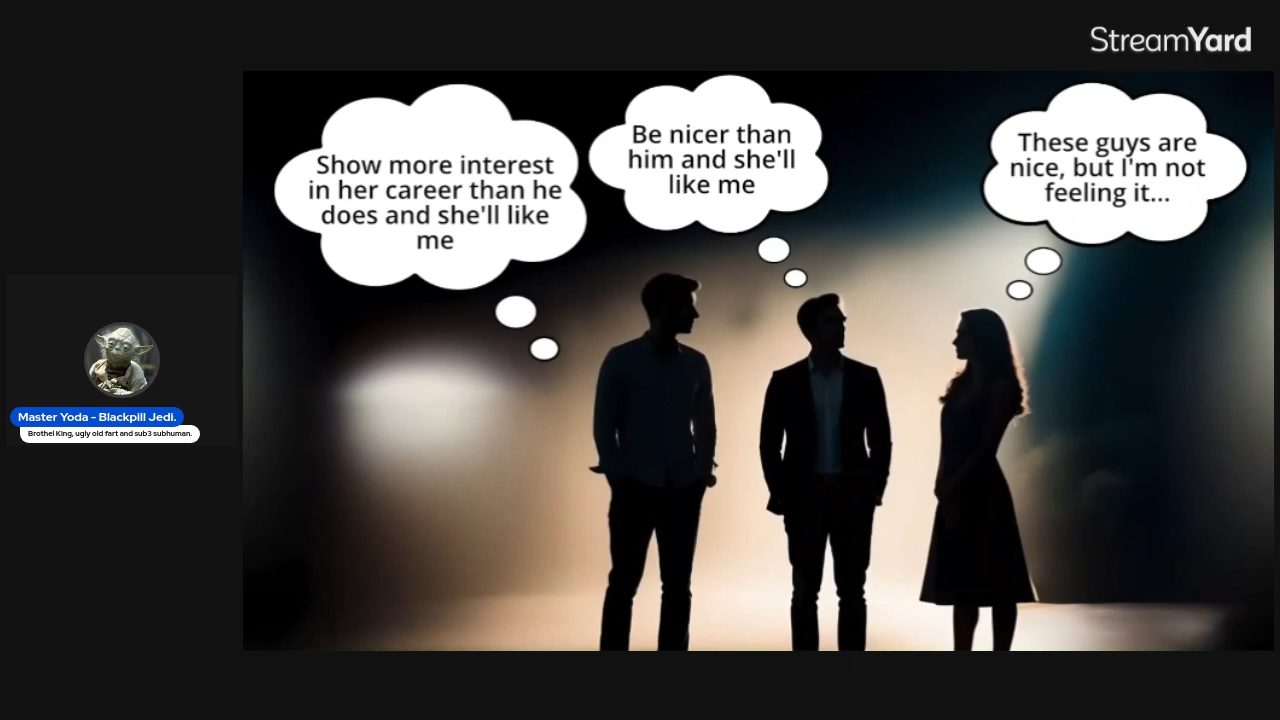 StreamYard
Show more interest
in her career than he
does and she'll like
me
Be nicer than
him and she'll
like me
These guys are
nice, but I'm not
feeling it...
Master Yoda - Blackpill Jedi.
Brothel King, ugly old fart and sub3 subhuman.